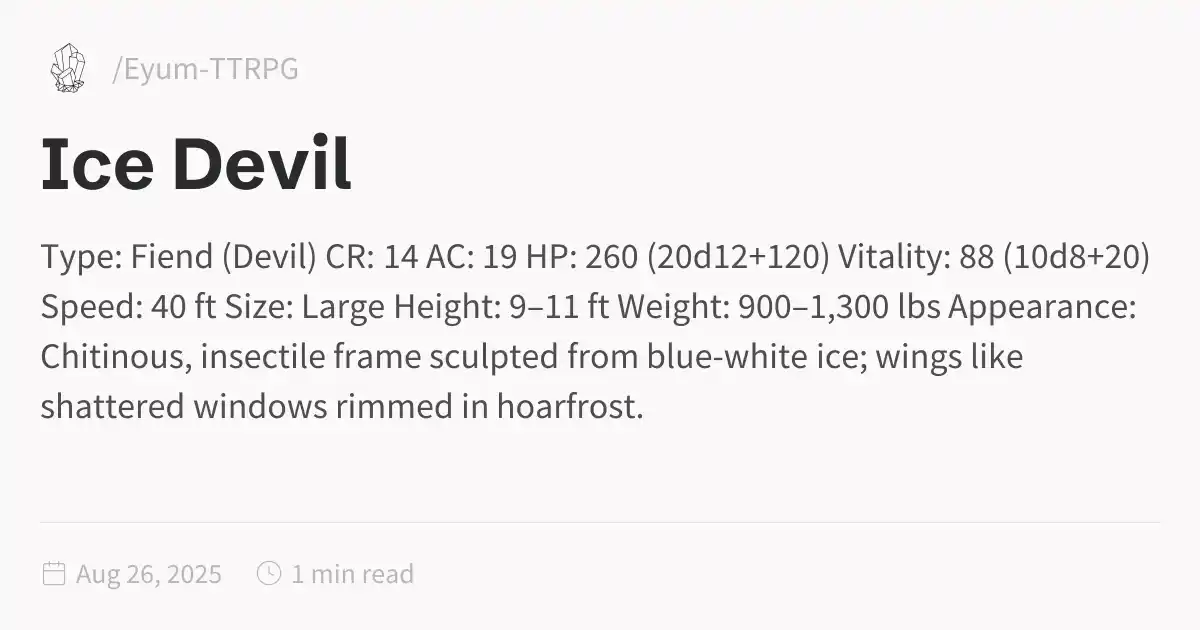 /Eyum-TTRPG
Ice Devil
Type: Fiend (Devil) CR: 14 AC: 19 HP: 260 (20d12+120) Vitality: 88 (10d8+20)
Speed: 40 ft Size: Large Height: 9–11 ft Weight: 900–1,300 lbs Appearance:
Chitinous, insectile frame sculpted from blue-white ice; wings like
shattered windows rimmed in hoarfrost.
Aug 26, 2025 1 min read